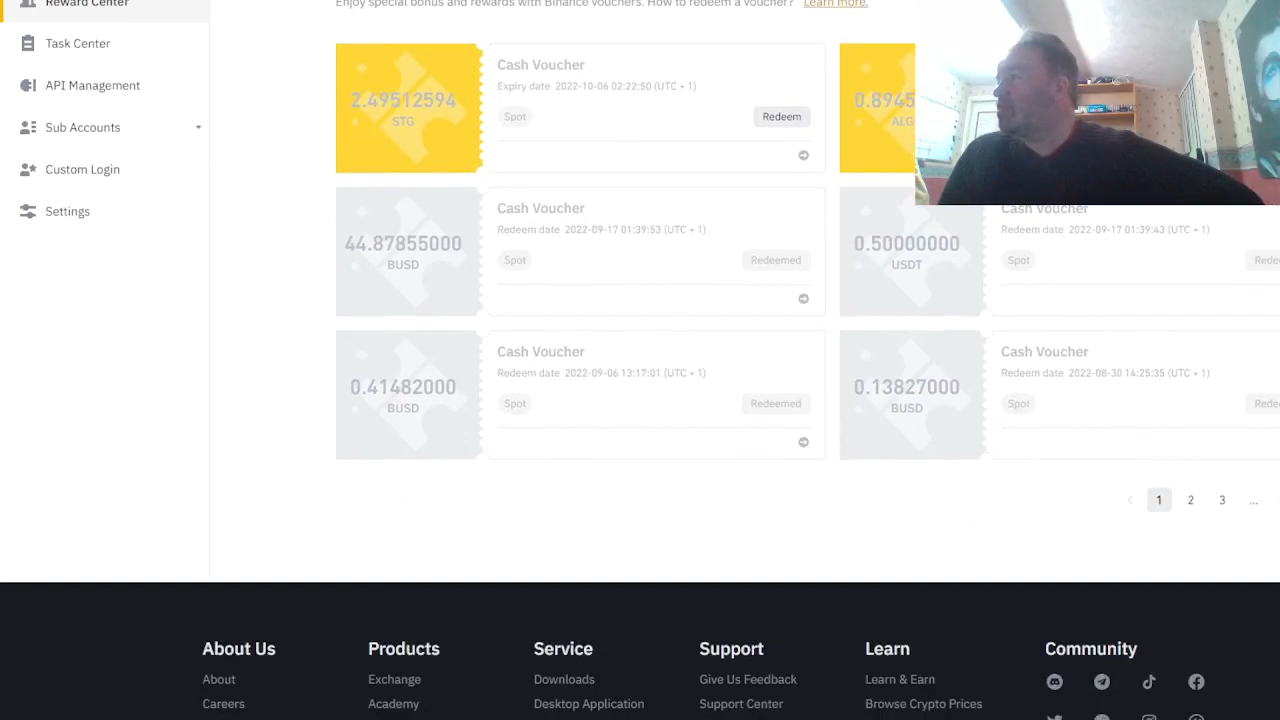 Reward Center
Enjoy special bonus and rewards with Binance vouchers. How to redeem a voucher? Learn more.
Task Center
API Management
Sub Accounts
Custom Login
Settings
2.49512594
STG
Cash Voucher
Expiry date 2022-10-06 02:22:50 (UTC + 1)
Spot
Redeem
0.8945
ALG
44.87855000
BUSD
Cash Voucher
Redeem date 2022-09-17 01:39:53 (UTC + 1)
Spot
Redeemed
0.50000000
USDT
Cash Voucher
Redeem date 2022-09-17 01:39:43 (UTC + 1)
Spot
Rede
0.41482000
BUSD
Cash Voucher
Redeem date 2022-09-06 13:17:01 (UTC + 1)
Spot
Redeemed
0.13827000
BUSD
Cash Voucher
Redeem date 2022-08-30 14:25:35 (UTC + 1)
Spot
Rede
1 2 3 ...
About Us
About
Careers
Products
Exchange
Academy
Service
Downloads
Desktop Application
Support
Give Us Feedback
Support Center
Learn
Learn & Earn
Browse Crypto Prices
Community